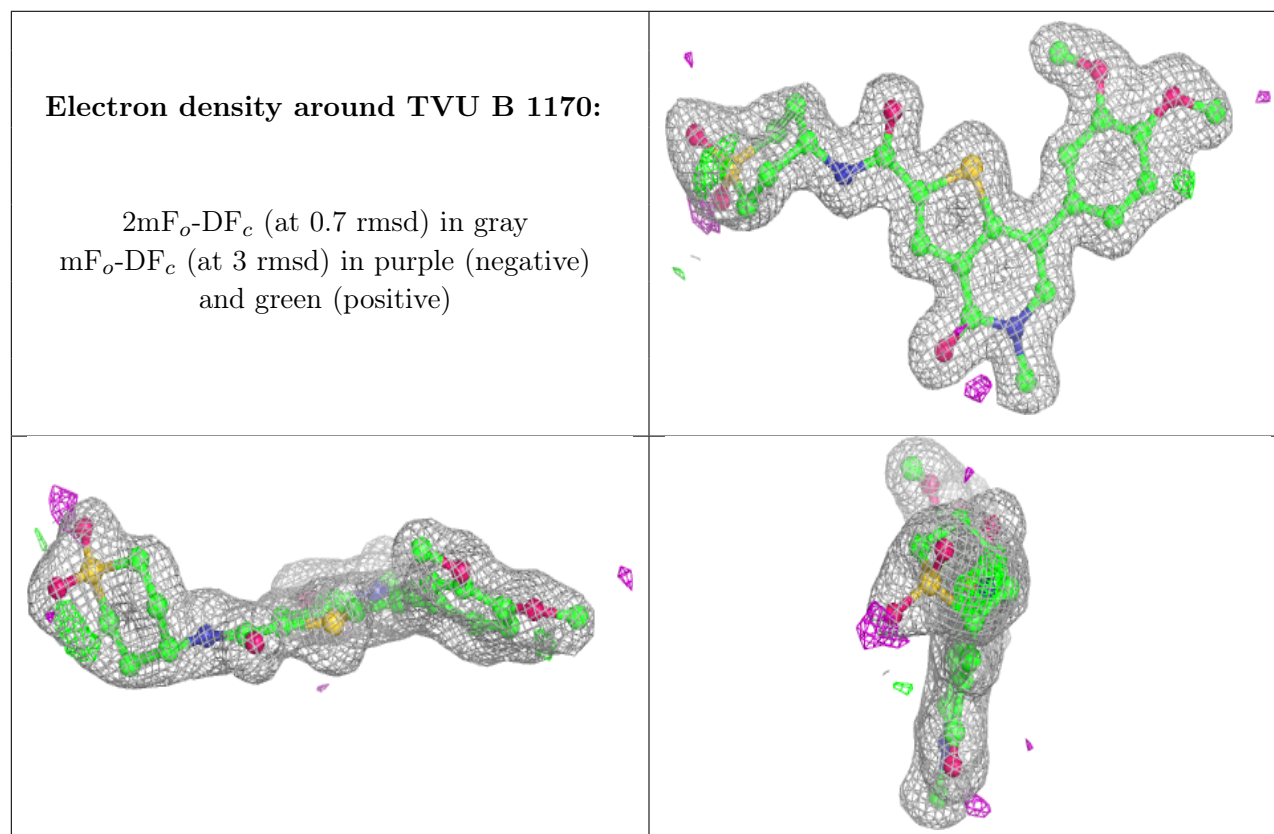 Electron density around TVU B 1170:
2mFo-DFc (at 0.7 rmsd) in gray
mFo-DFc (at 3 rmsd) in purple (negative)
and green (positive)